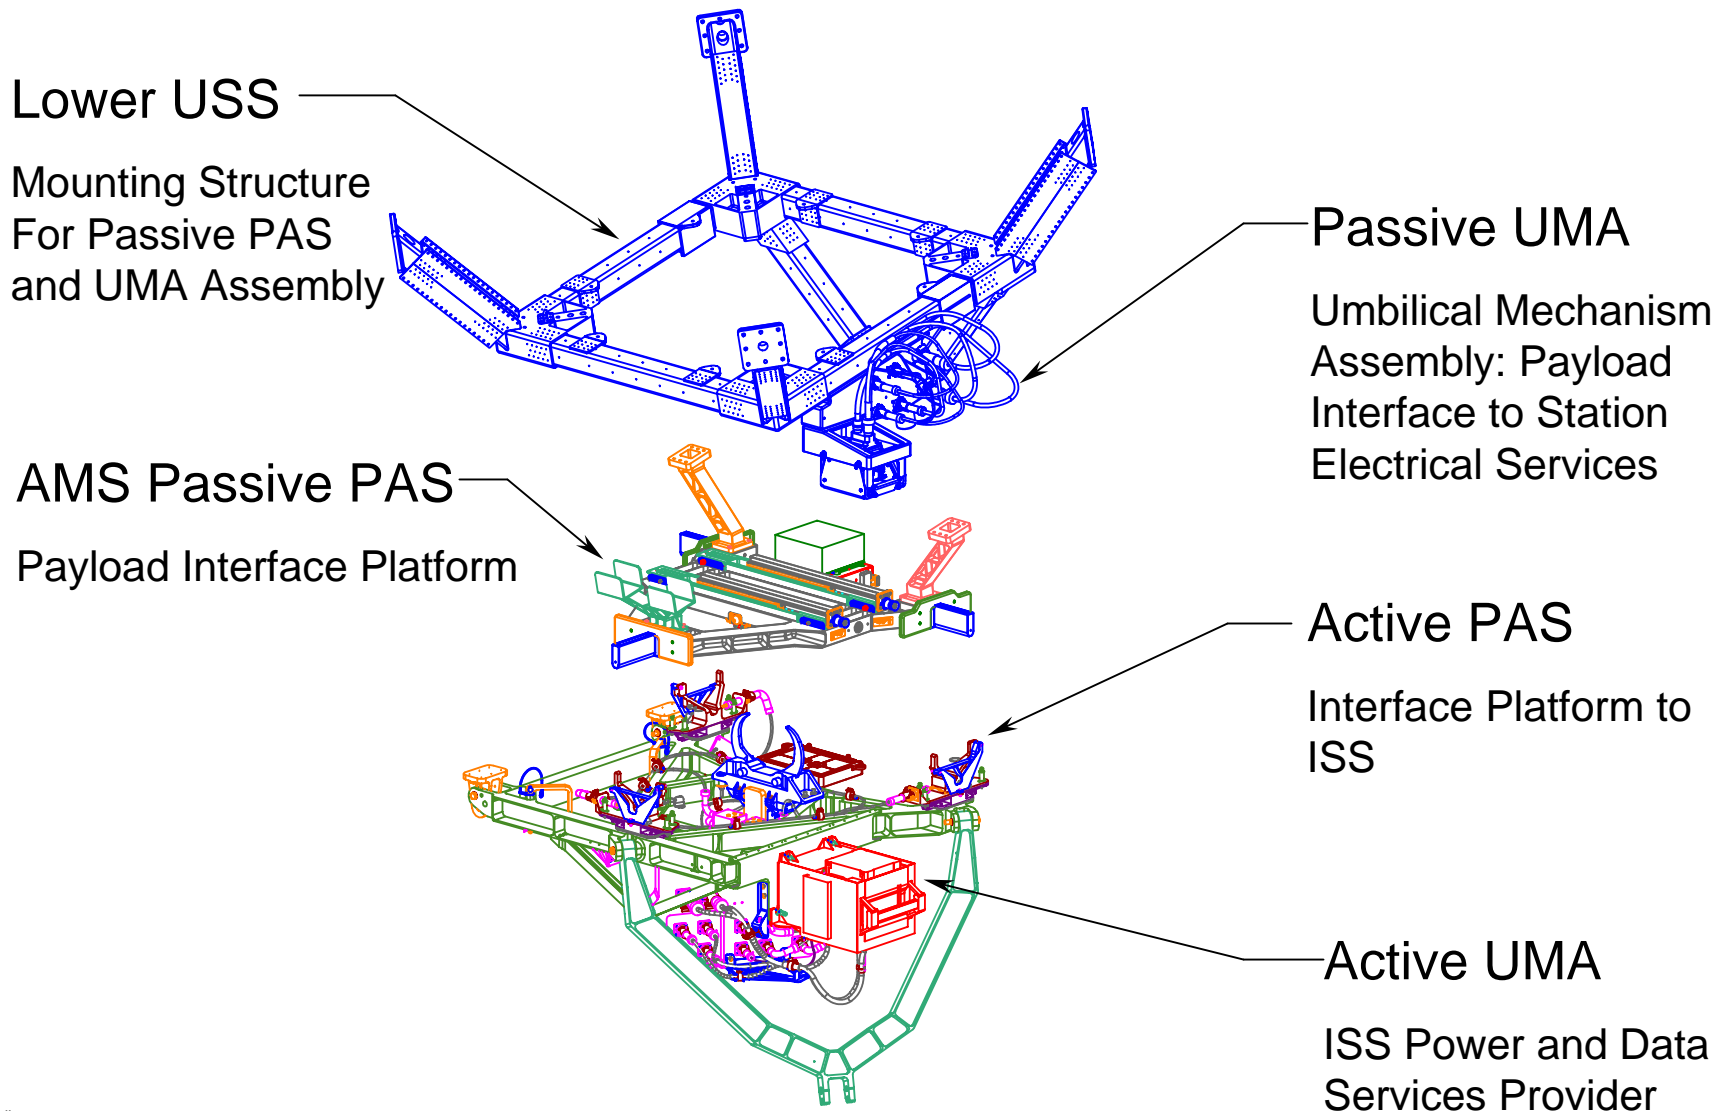 Lower USS
Mounting Structure
For Passive PAS
and UMA Assembly
Passive UMA
Umbilical Mechanism
Assembly: Payload
Interface to Station
Electrical Services
AMS Passive PAS
Payload Interface Platform
Active PAS
Interface Platform to
ISS
Active UMA
ISS Power and Data
Services Provider